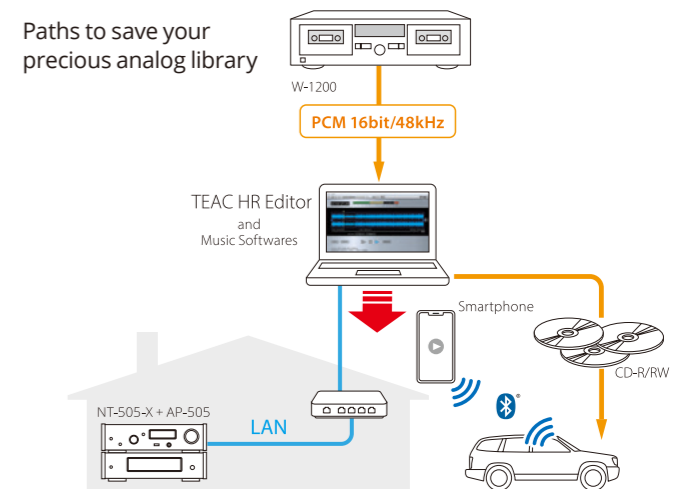 Paths to save your
precious analog library
W-1200
PCM 16bit/48kHz
TEAC HR Editor
and
Music Softwares
Smartphone
CD-R/RW
NT-505-X + AP-505
LAN